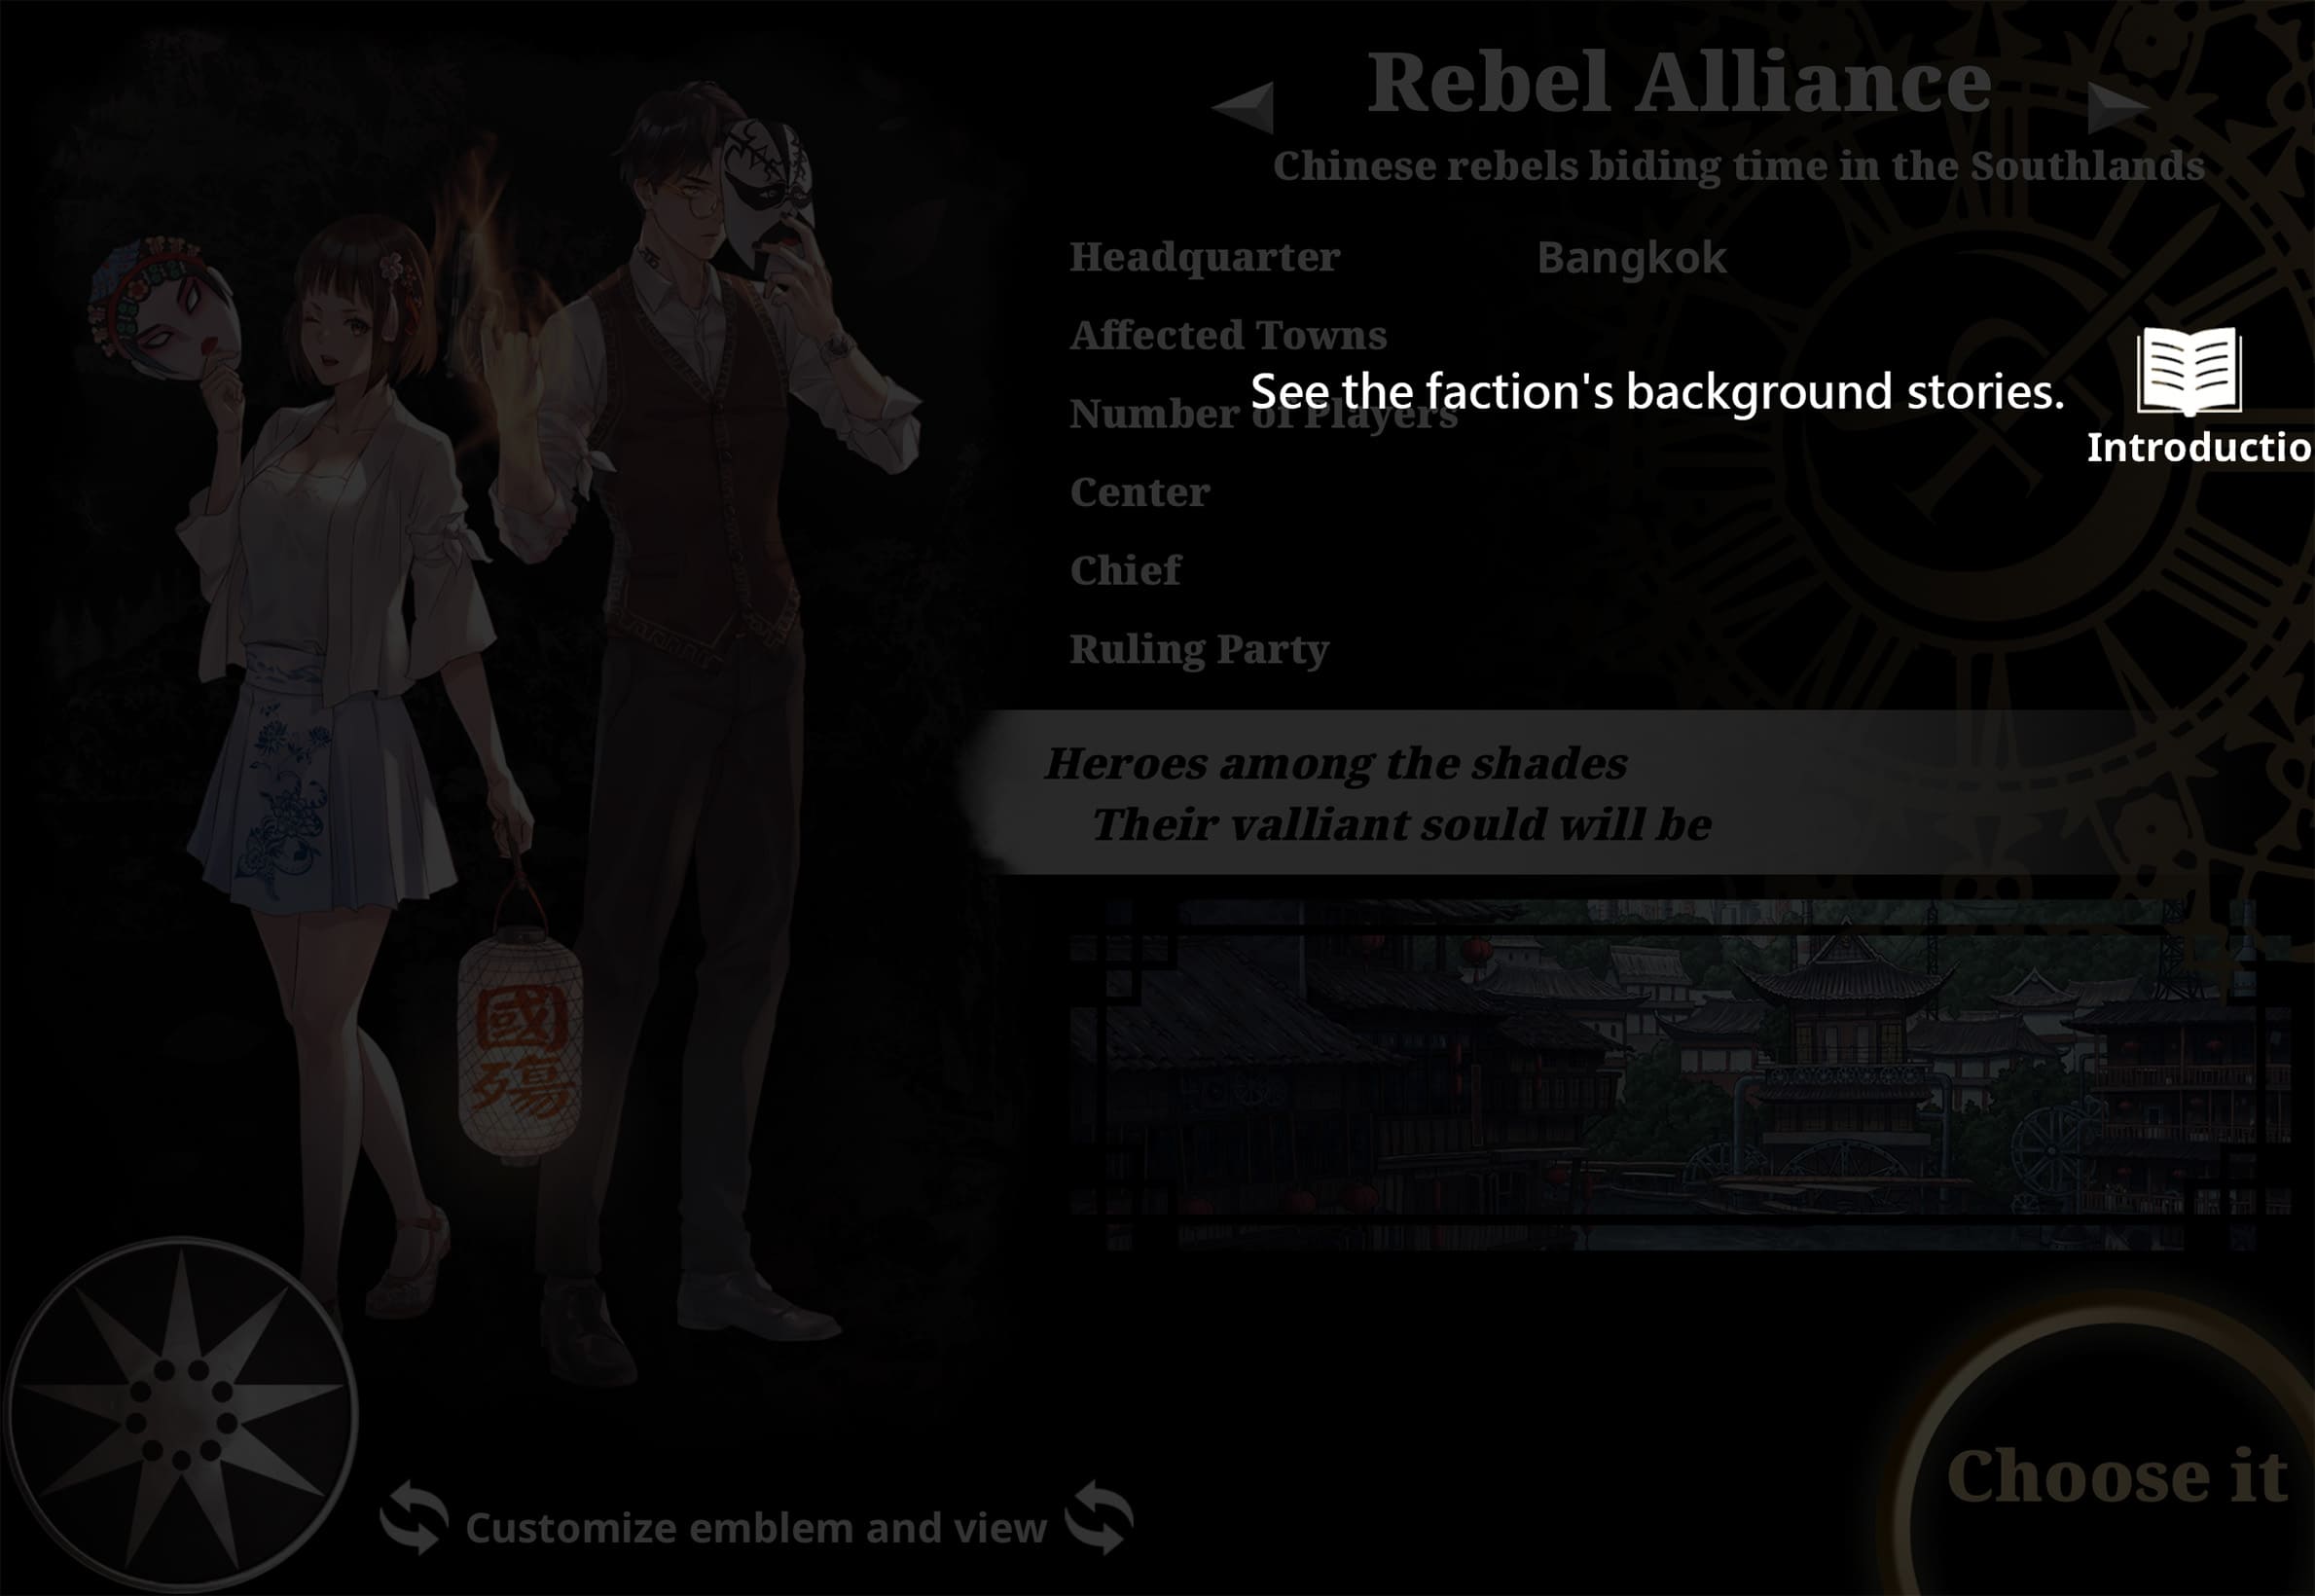 Rebel Alliance
Chinese rebels biding time in the Southlands
Headquarter Bangkok
Affected Towns
See the faction's background stories.
Number of Players
Introductio
Center
Chief
Ruling Party
Heroes among the shades
Their valliant sould will be
國
殤
Customize emblem and view
Choose it